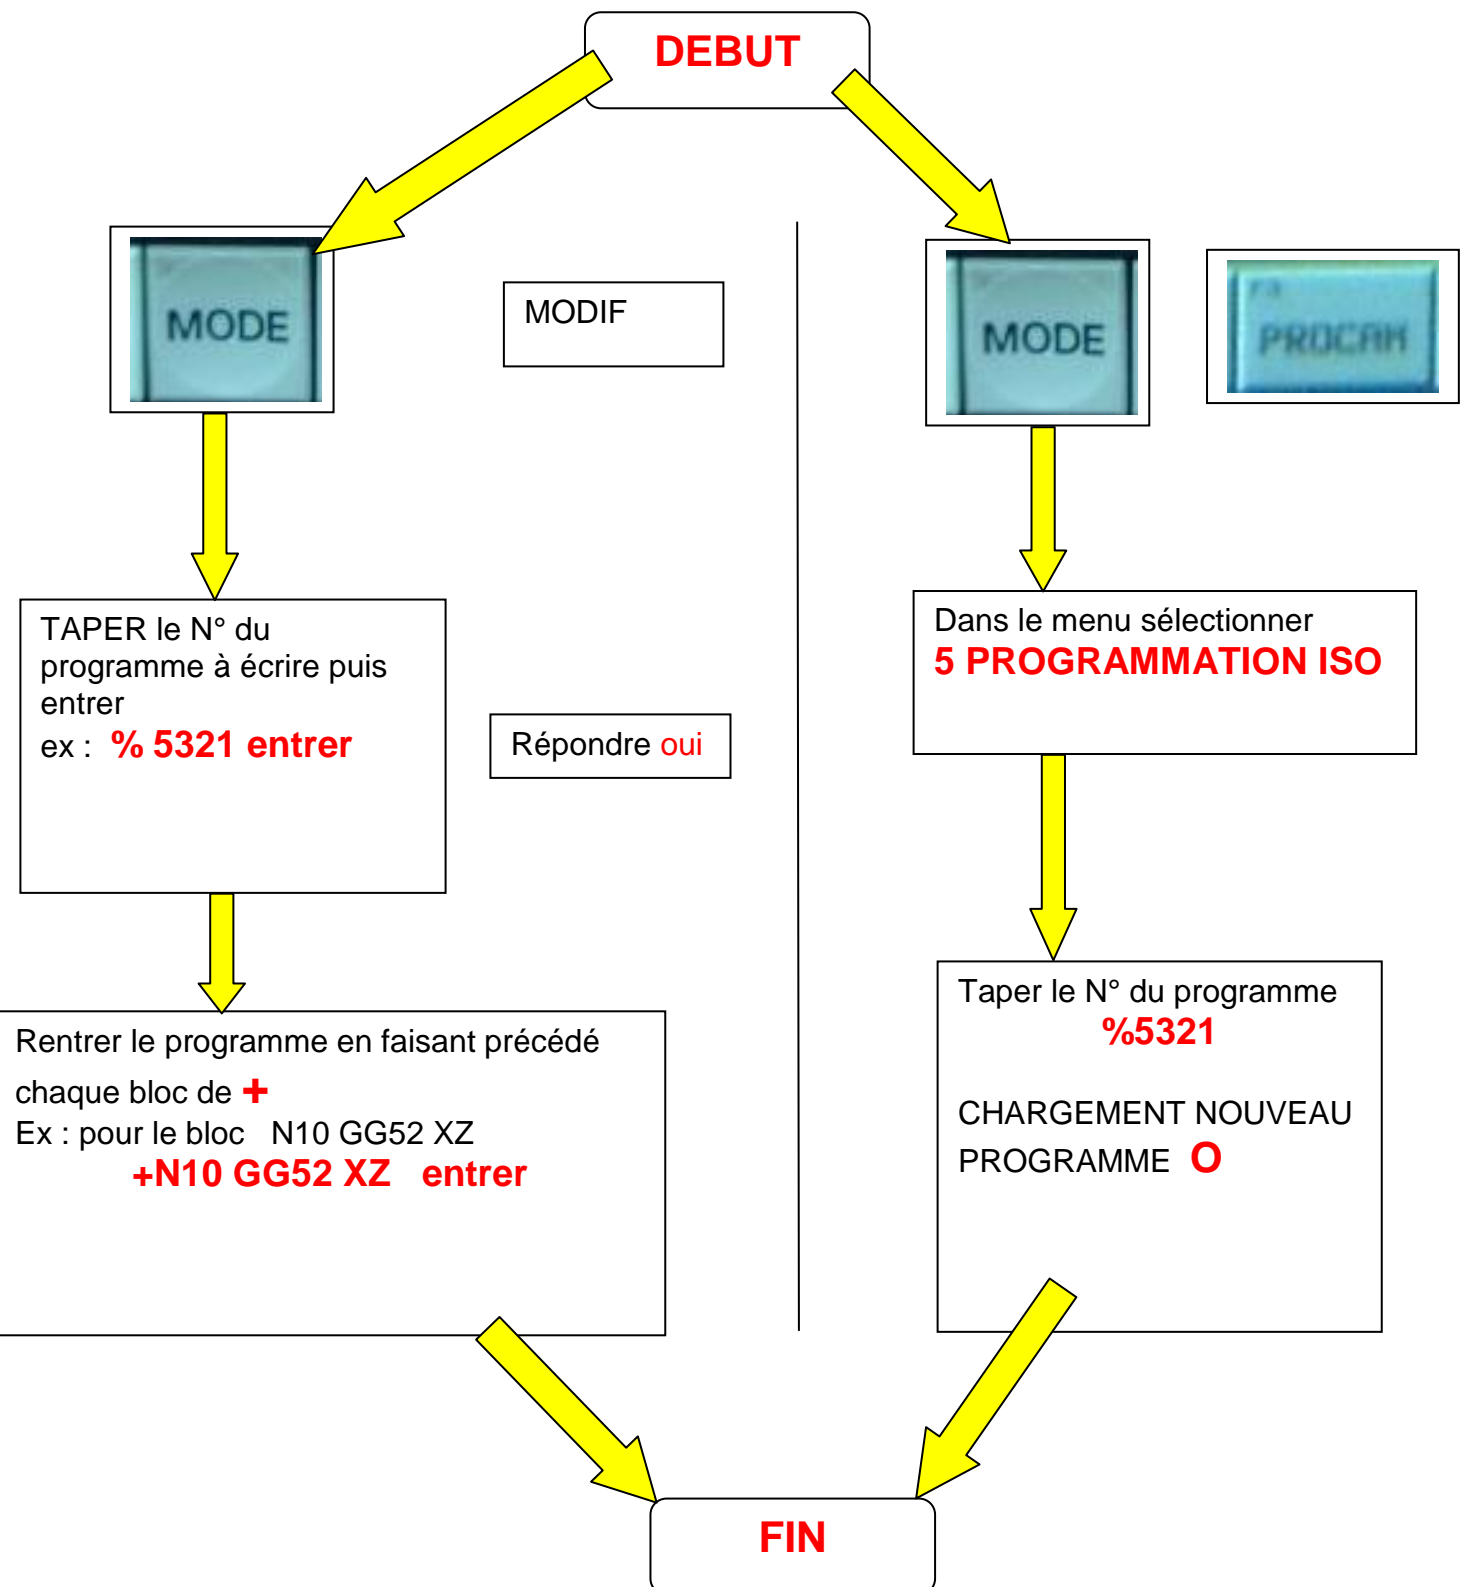 DEBUT
MODE
MODIF
TAPER le N° du
programme à écrire puis
entrer
ex : % 5321 entrer
Répondre oui
Rentrer le programme en faisant précédé
chaque bloc de +
Ex : pour le bloc N10 GG52 XZ
+N10 GG52 XZ entrer
MODE
PROCAM
Dans le menu sélectionner
5 PROGRAMMATION ISO
Taper le N° du programme
%5321
CHARGEMENT NOUVEAU
PROGRAMME O
FIN